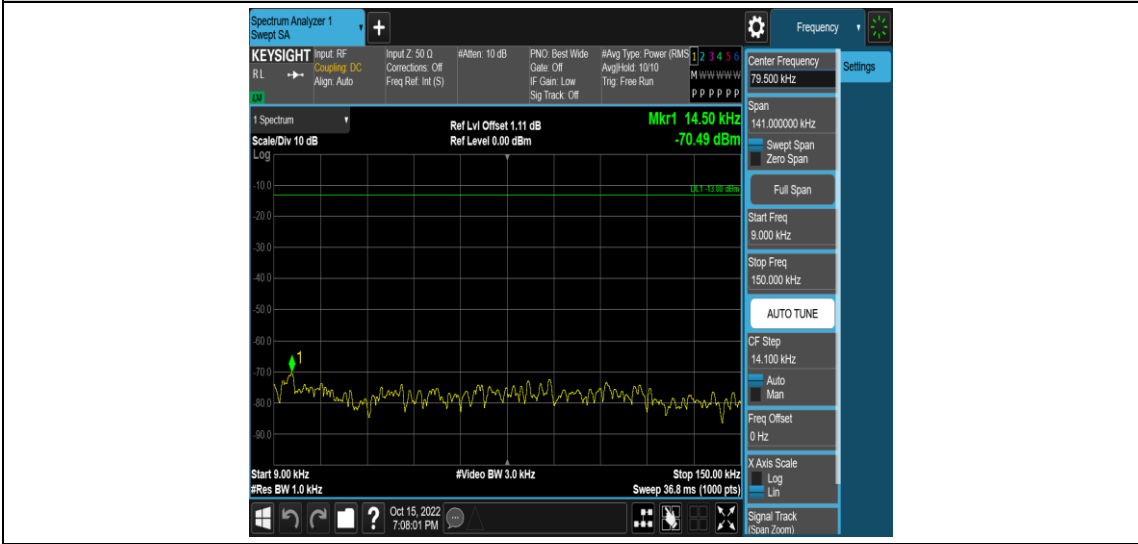 Spectrum Analyzer 1
Swept SA
Frequency
KEYSIGHT
RL
LXI
Input: RF
Coupling: DC
Align: Auto
Input Z: 50 Ω
Corrections: Off
Freq Ref: Int (S)
#Atten: 10 dB
PNO: Best Wide
Gate: Off
IF Gain: Low
Sig Track: Off
#Avg Type: Power (RMS
Avg|Hold: 10/10
Trig: Free Run
1 2 3 4 5 6
M W W W W W
P P P P P P
1 Spectrum
Scale/Div 10 dB
Log
Ref Lvl Offset 1.11 dB
Ref Level 0.00 dBm
Mkr1 14.50 kHz
-70.49 dBm
DL1 -13.00 dBm
-10.0
-20.0
-30.0
-40.0
-50.0
-60.0
-70.0
-80.0
-90.0
1
Start 9.00 kHz
#Res BW 1.0 kHz
#Video BW 3.0 kHz
Stop 150.00 kHz
Sweep 36.8 ms (1000 pts)
Oct 15, 2022
7:08:01 PM
Center Frequency
79.500 kHz
Settings
Span
141.000000 kHz
Swept Span
Zero Span
Full Span
Start Freq
9.000 kHz
Stop Freq
150.000 kHz
AUTO TUNE
CF Step
14.100 kHz
Auto
Man
Freq Offset
0 Hz
X Axis Scale
Log
Lin
Signal Track
(Span Zoom)